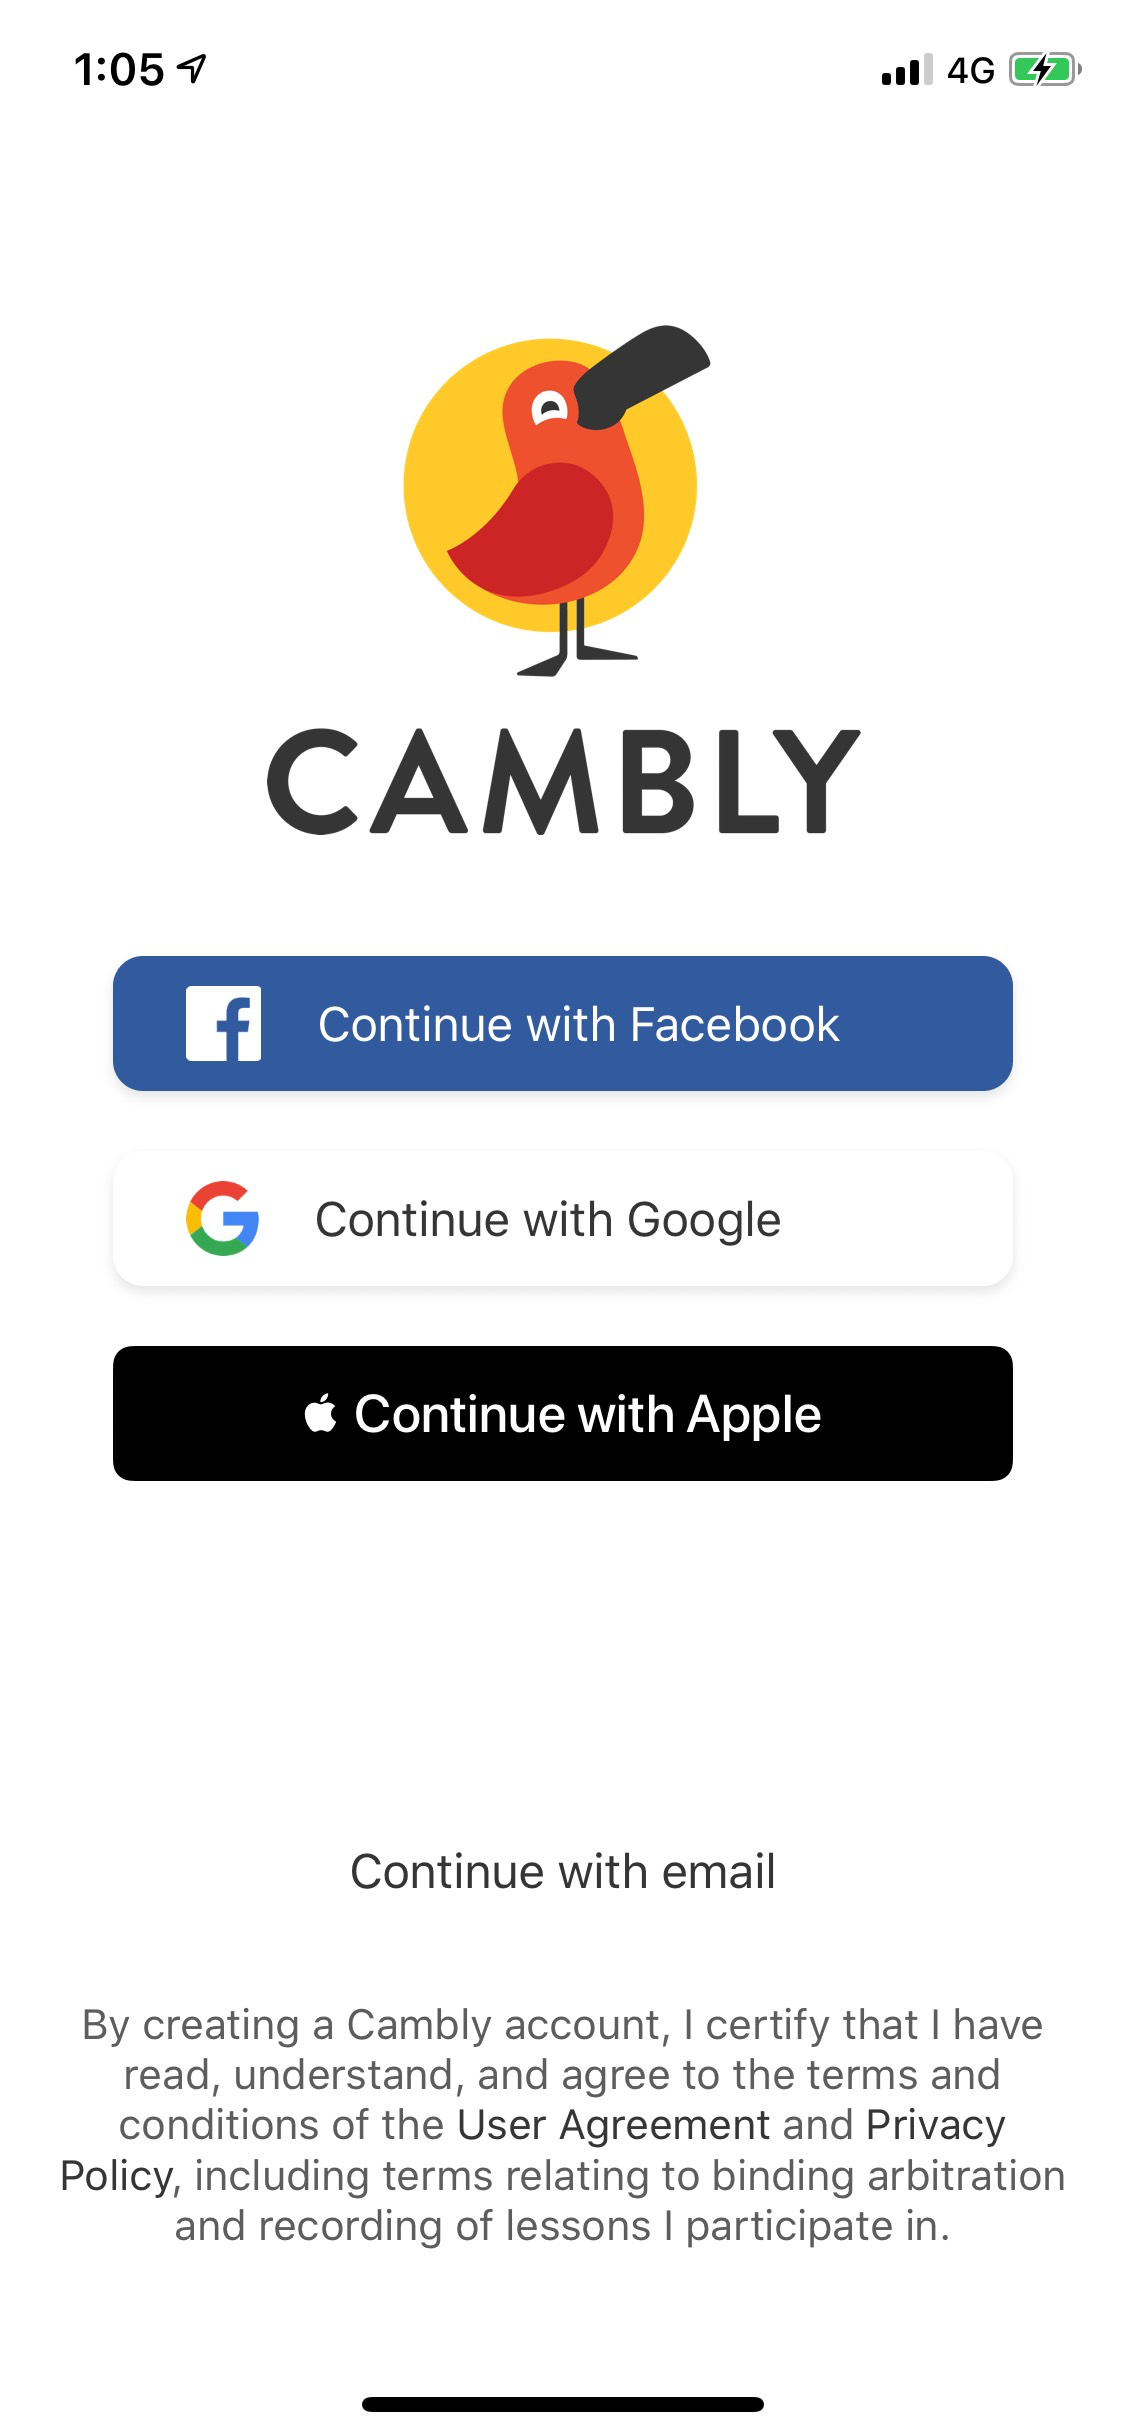 1:05
4G
CAMBLY
Continue with Facebook
Continue with Google
Continue with Apple
Continue with email
By creating a Cambly account, I certify that I have
read, understand, and agree to the terms and
conditions of the User Agreement and Privacy
Policy, including terms relating to binding arbitration
and recording of lessons I participate in.